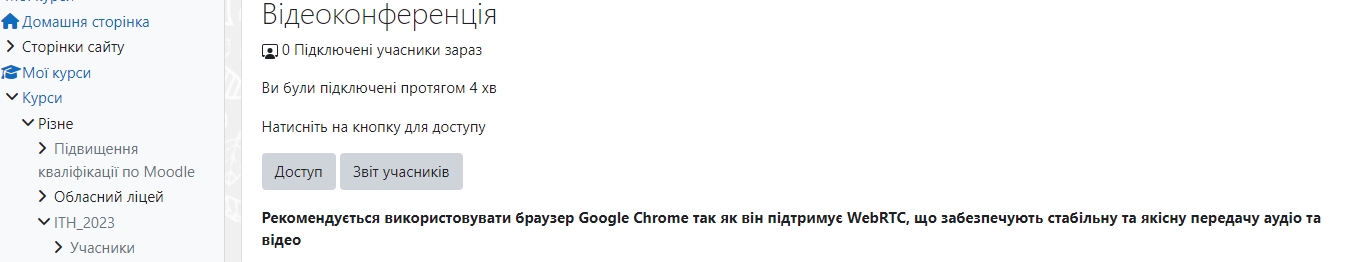 Домашня сторінка
Сторінки сайту
Мої курси
Курси
Різне
Підвищення
кваліфікації по Moodle
Обласний ліцей
ІТН_2023
Учасники
Відеоконференція
0 Підключені учасники зараз
Ви були підключені протягом 4 хв
Натисніть на кнопку для доступу
Доступ Звіт учасників
Рекомендується використовувати браузер Google Chrome так як він підтримує WebRTC, що забезпечують стабільну та якісну передачу аудіо та
відео